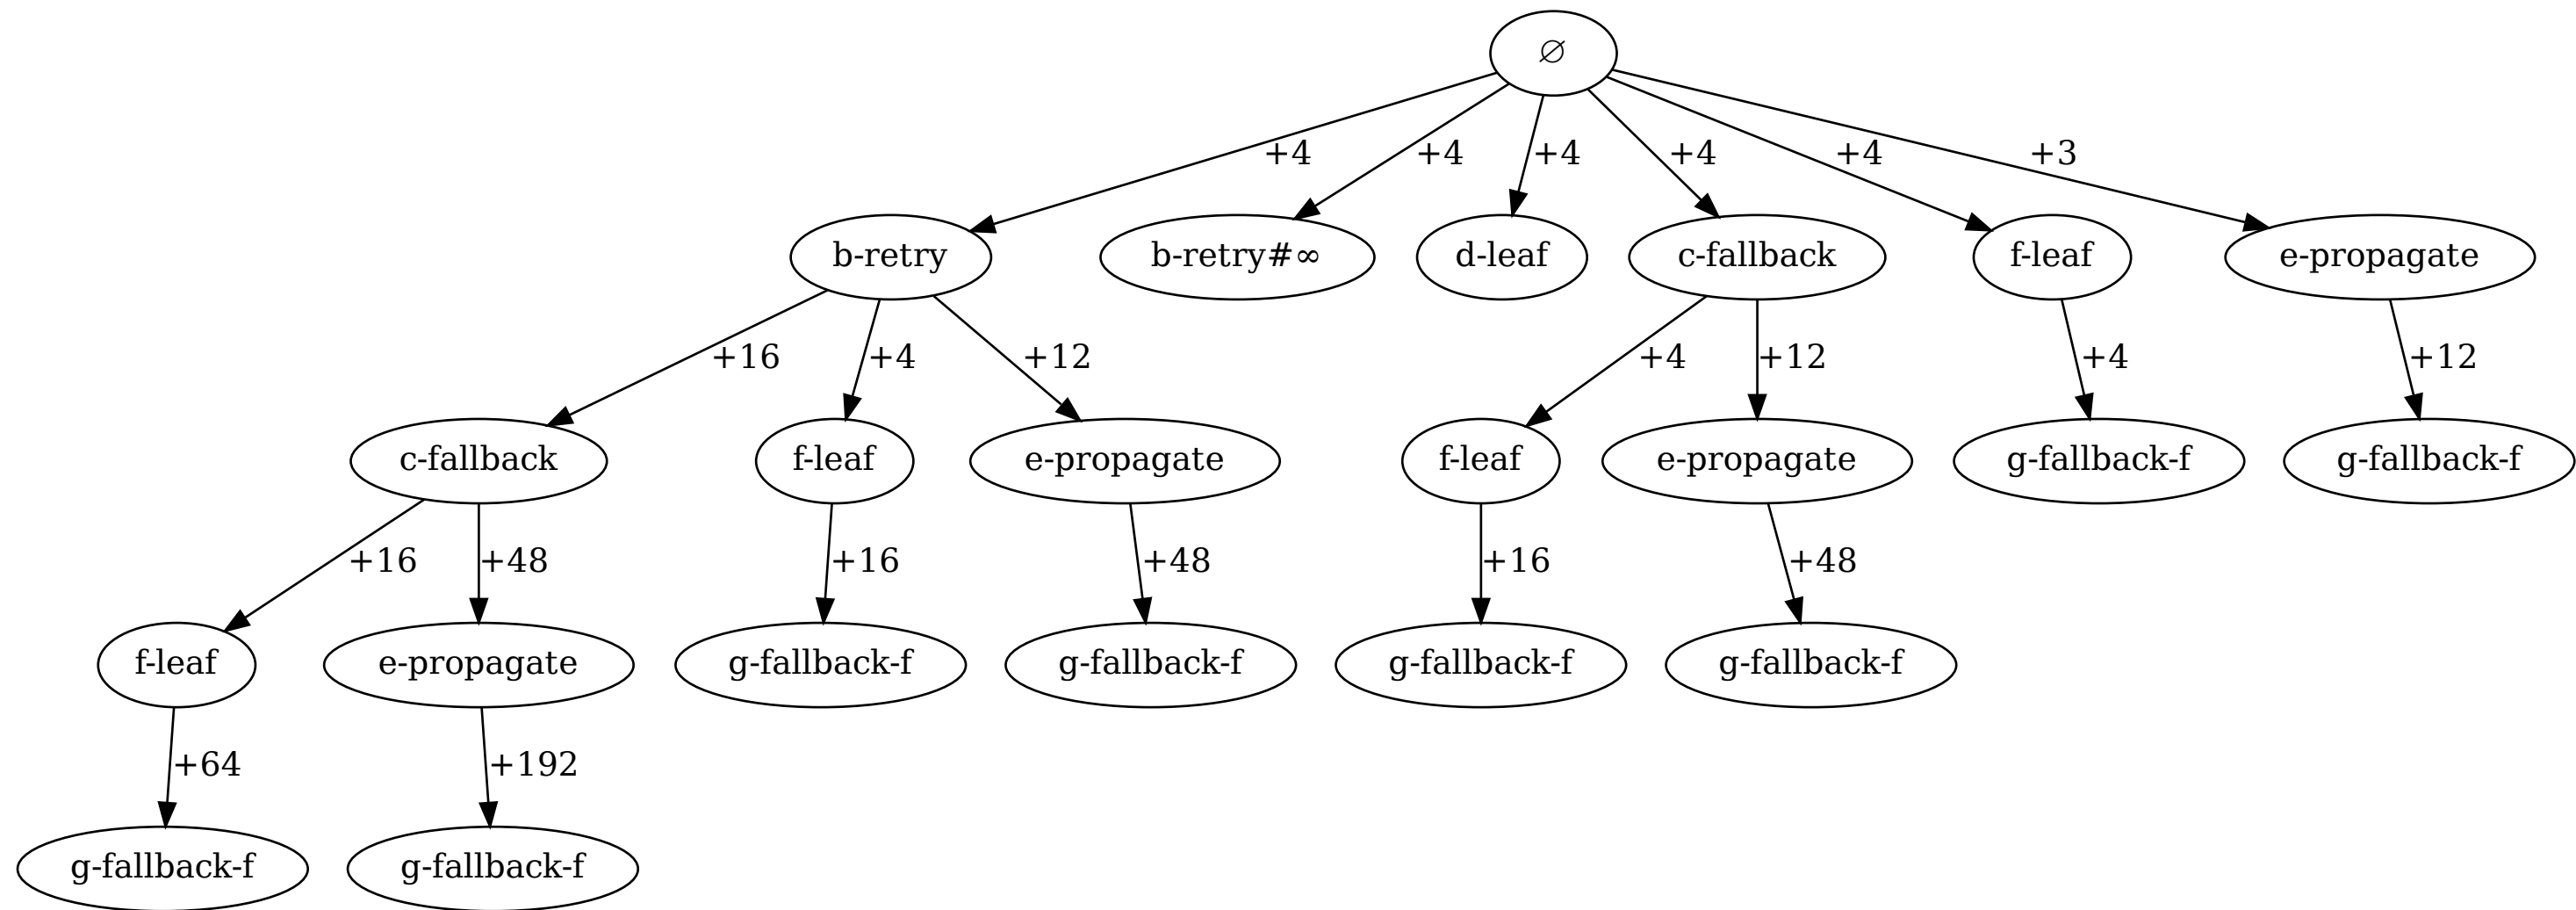 ∅
+4 +4 +4 +4 +4 +3
b-retry b-retry#∞ d-leaf c-fallback f-leaf e-propagate
+16 +4 +12 +4 +12 +4 +12
c-fallback f-leaf e-propagate f-leaf e-propagate g-fallback-f g-fallback-f
+16 +48 +16 +48 +16 +48
f-leaf e-propagate g-fallback-f g-fallback-f g-fallback-f g-fallback-f
+64 +192
g-fallback-f g-fallback-f